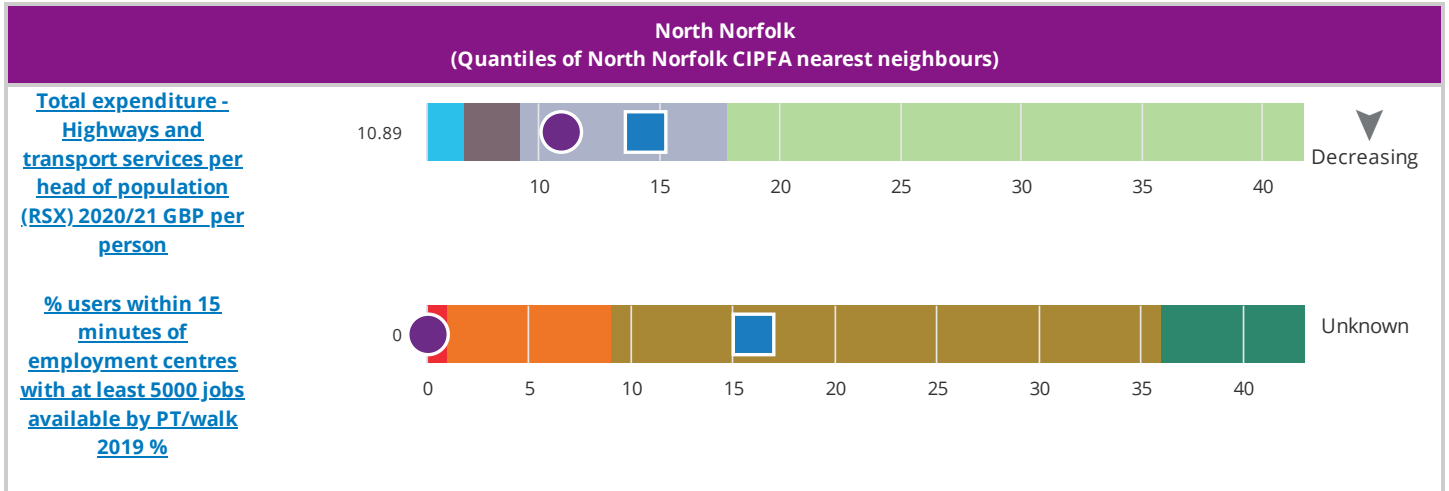 North Norfolk
(Quantiles of North Norfolk CIPFA nearest neighbours)
Total expenditure -
Highways and
transport services per
head of population
(RSX) 2020/21 GBP per
person
10.89
10 15 20 25 30 35 40
Decreasing
% users within 15
minutes of
employment centres
with at least 5000 jobs
available by PT/walk
2019 %
0
0 5 10 15 20 25 30 35 40
Unknown